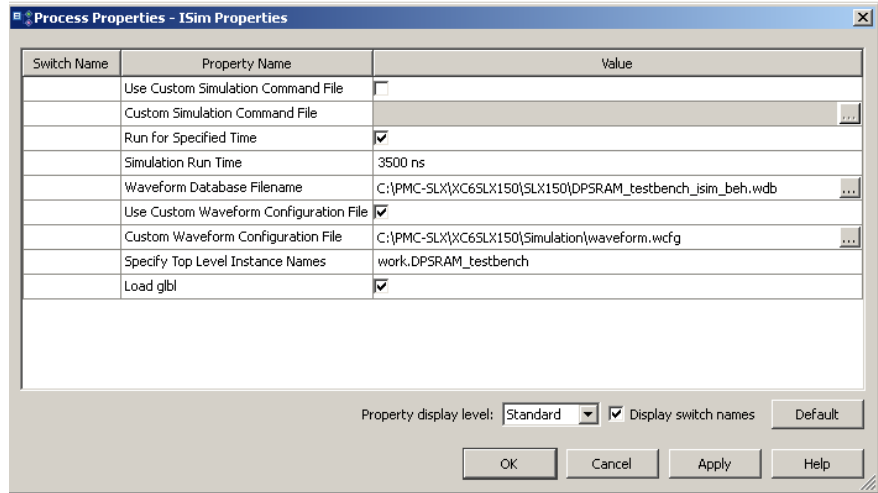 Process Properties - ISim Properties
Switch Name Property Name Value
Use Custom Simulation Command File
Custom Simulation Command File ...
Run for Specified Time
Simulation Run Time 3500 ns
Waveform Database Filename C:\PMC-SLX\XC6SLX150\SLX150\DPSRAM_testbench_isim_beh.wdb ...
Use Custom Waveform Configuration File
Custom Waveform Configuration File C:\PMC-SLX\XC6SLX150\Simulation\waveform.wcfg ...
Specify Top Level Instance Names work.DPSRAM_testbench
Load glbl
Property display level: Standard Display switch names Default
OK Cancel Apply Help